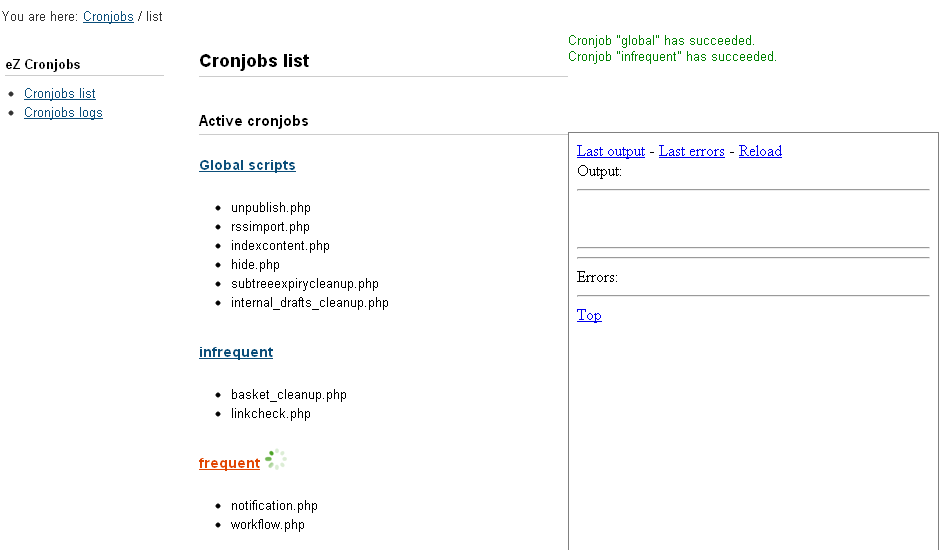 You are here: Cronjobs / list
eZ Cronjobs
Cronjobs list
Cronjobs logs
Cronjobs list
Active cronjobs
Global scripts
unpublish.php
rssimport.php
indexcontent.php
hide.php
subtreeexpirycleanup.php
internal_drafts_cleanup.php
infrequent
basket_cleanup.php
linkcheck.php
frequent
notification.php
workflow.php
Cronjob "global" has succeeded.
Cronjob "infrequent" has succeeded.
Last output - Last errors - Reload
Output:
Errors:
Top